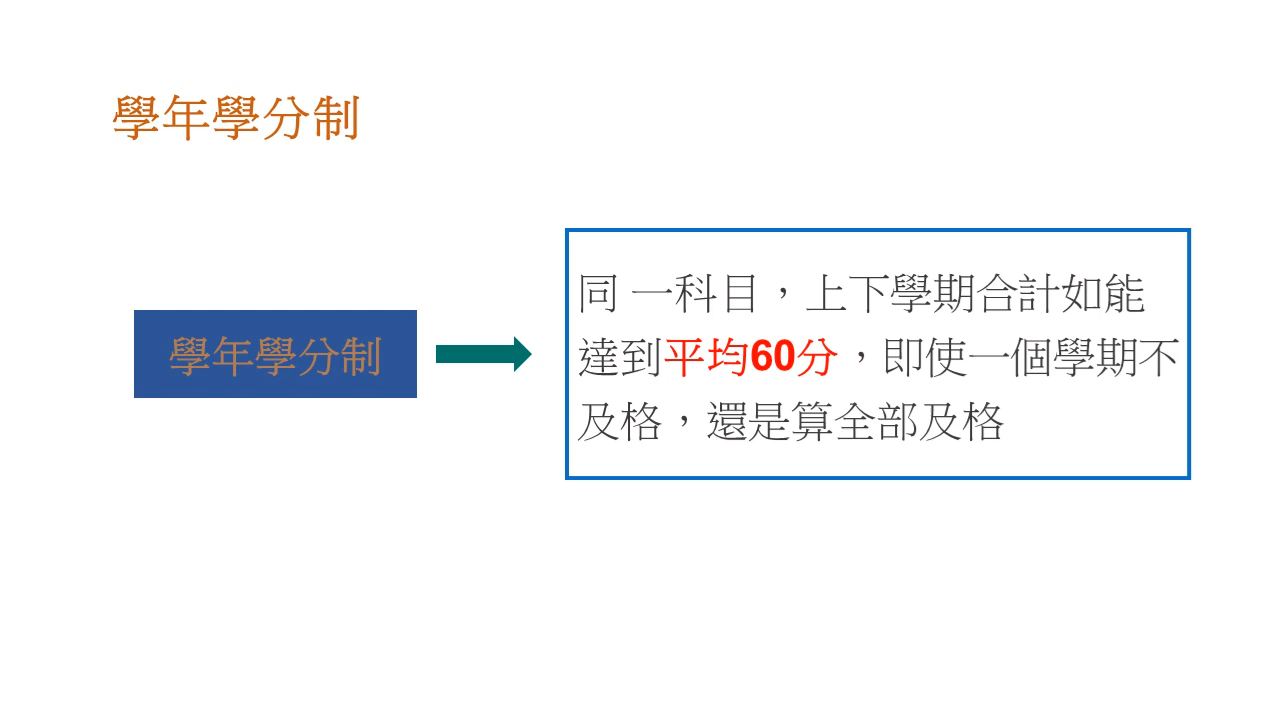 學年學分制
學年學分制
同 一科目，上下學期合計如能
達到平均60分，即使一個學期不
及格，還是算全部及格